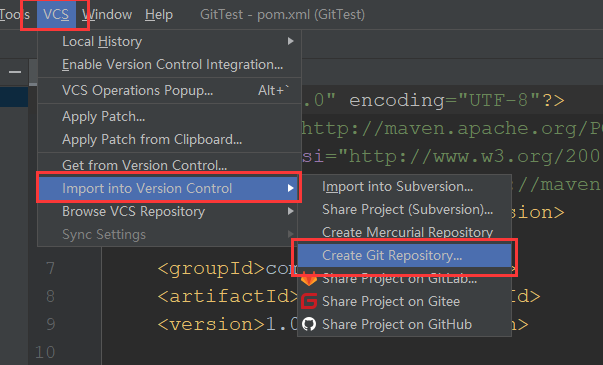 Tools VCS Window Help GitTest - pom.xml (GitTest)
Local History
Enable Version Control Integration...
VCS Operations Popup... Alt+`
.0" encoding="UTF-8"?>
Apply Patch...
http://maven.apache.org/PO
Apply Patch from Clipboard...
si="http://www.w3.org/200
Get from Version Control...
://maven
Import into Version Control
Import into Subversion...
Browse VCS Repository
Share Project (Subversion)...
sion>
Sync Settings
Create Mercurial Repository
Create Git Repository...
7 <groupId>co
Share Project on GitLab...
8 <artifactId> Id>
Share Project on Gitee
9 <version>1.0 >
Share Project on GitHub
10